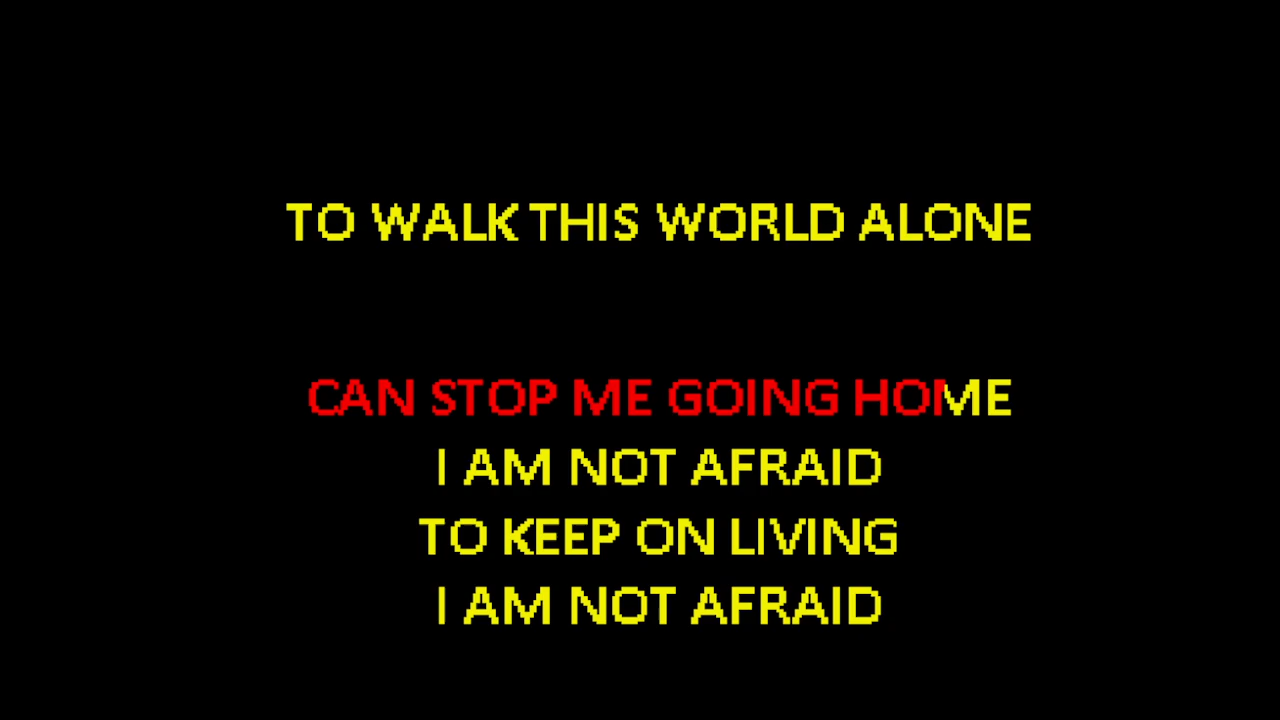 TO WALK THIS WORLD ALONE
CAN STOP ME GOING HOME
I AM NOT AFRAID
TO KEEP ON LIVING
I AM NOT AFRAID